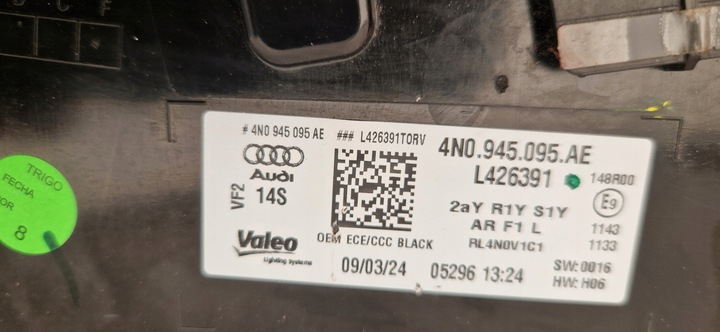 # 4N0 945 095 AE ### L426391TORV
4N0.945.095.AE
Audi
L426391
148R00
VF2
14S
E9
2aY R1Y S1Y
1143
AR F1 L
1133
RL4N0V1C1
Valeo
Lighting Systems
OEM ECE/CCC BLACK
09/03/24 05296 13:24
SW: 0016
HW: H06
TRIGO
FECHA
8